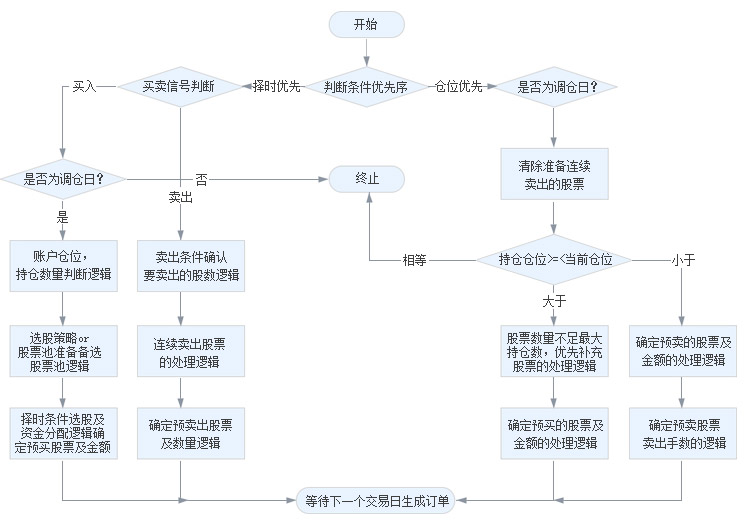 开始
买入
买卖信号判断
择时优先
判断条件优先序
仓位优先
是否为调仓日?
是否为调仓日?
否
终止
清除准备连续
卖出的股票
是
卖出
账户仓位,
持仓数量判断逻辑
卖出条件确认
要卖出的股数逻辑
相等
持仓仓位>=<当前仓位
小于
大于
选股策略or
股票池准备备选
股票池逻辑
连续卖出股票
的处理逻辑
股票数量不足最大
持仓数，优先补充
股票的处理逻辑
确定预卖的股票及
金额的处理逻辑
择时条件选股及
资金分配逻辑确
定预买股票及金额
确定预卖出股票
及数量逻辑
确定预买的股票及
金额的处理逻辑
确定预卖股票
卖出手数的逻辑
等待下一个交易日生成订单